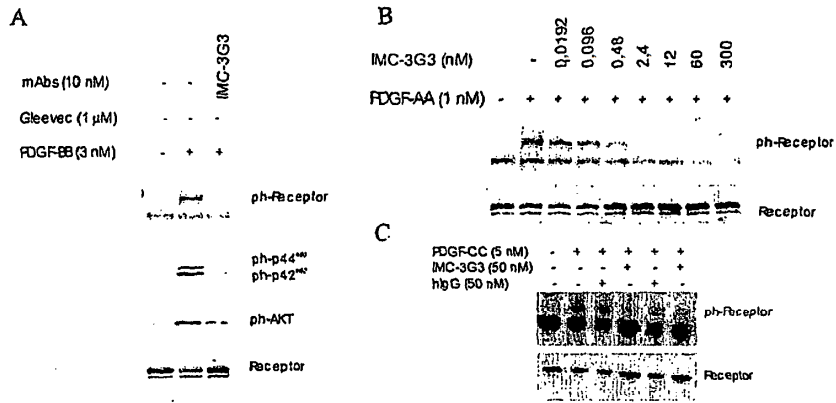 A
mAbs (10 nM) - - IMC-3G3
Gleevec (1 µM) - - -
PDGF-BB (3 nM) - + +
ph-Receptor
ph-p44
ph-p42
ph-AKT
Receptor
B
IMC-3G3 (nM) - 0,0192 0,096 0,48 2,4 12 60 300
PDGF-AA (1 nM) - + + + + + + +
ph-Receptor
Receptor
C
PDGF-CC (5 nM) - + + + + +
IMC-3G3 (50 nM) - - - + - +
hIgG (50 nM) - - + - + -
ph-Receptor
Receptor